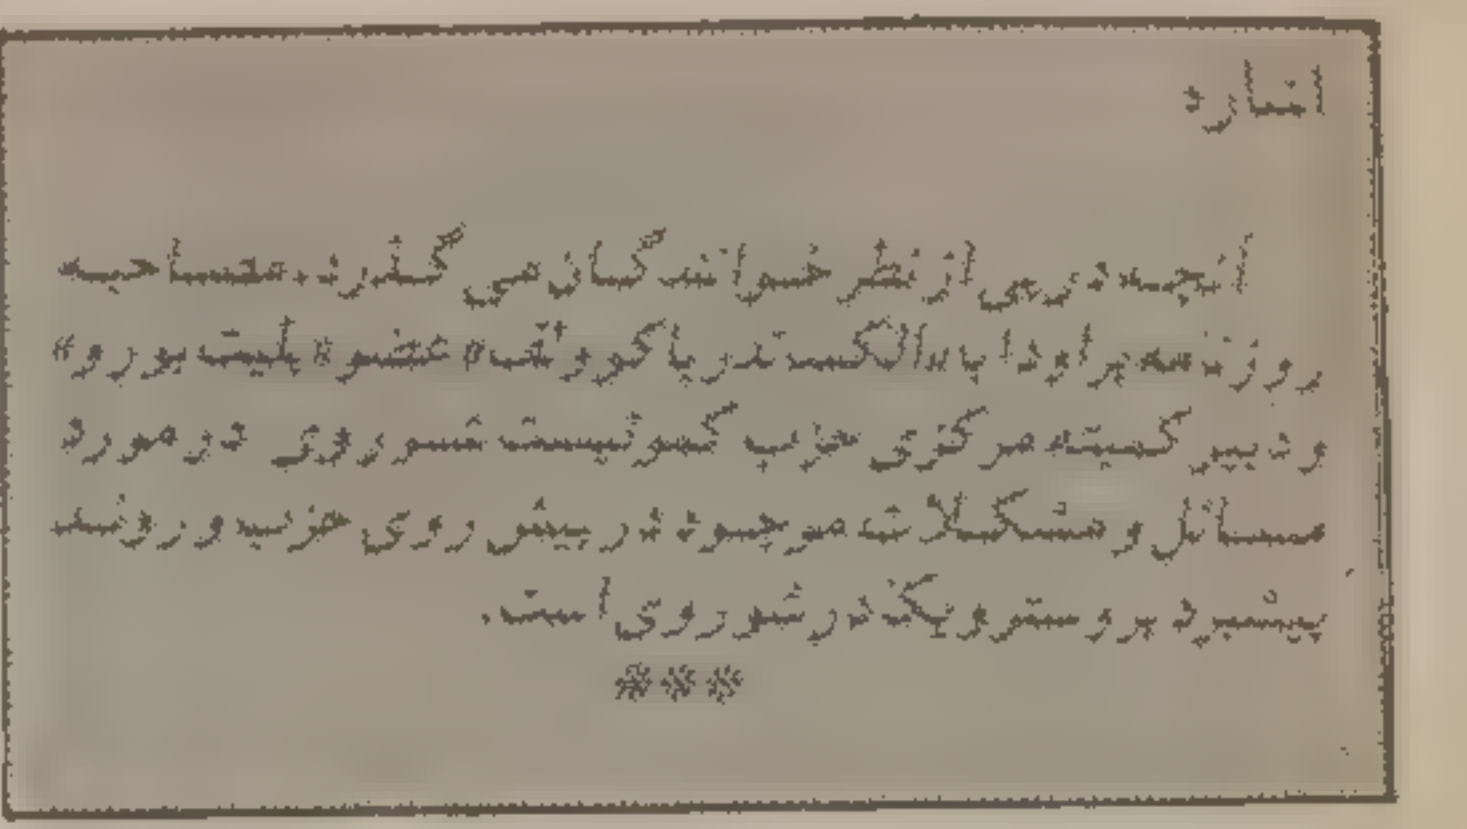 اشاره
آنچه در پی از نظر خوانندگان می گذرد، مصاحبه
روزنامه پراودا با «الکساندر یاکوولف» عضو «پلیت بورو»
و دبیر کمیته مرکزی حزب کمونیست شوروی در مورد
مسائل و مشکلات موجود در پیش روی حزب و روند
پیشبرد پروسترویکا در شوروی است.
***